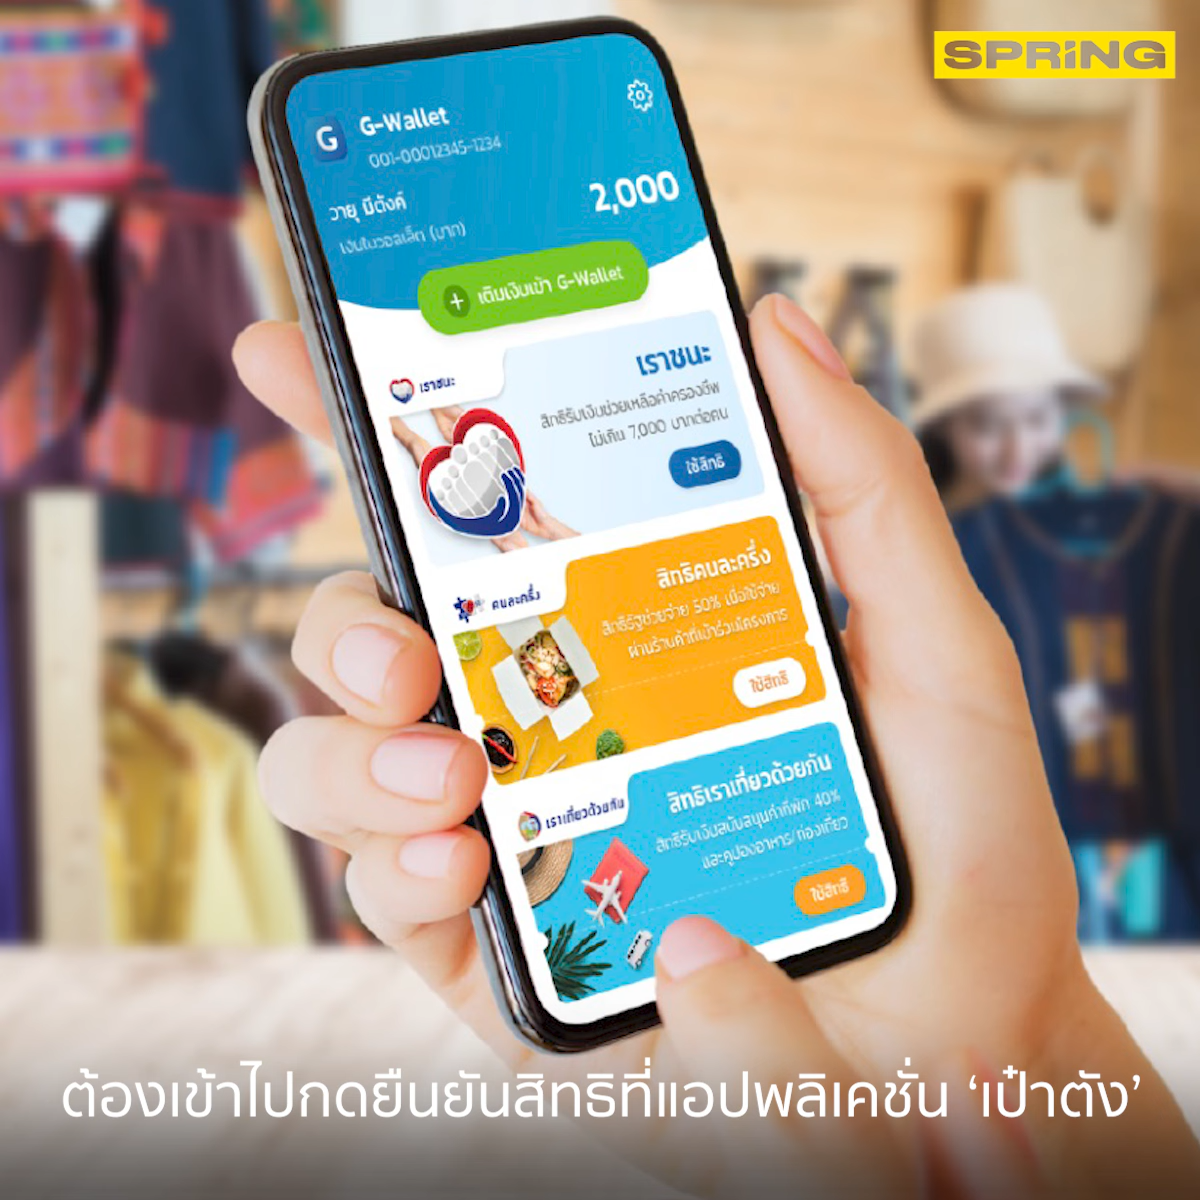 SPRiNG
G-Wallet
G
001-00012345-1234
วายุ มีตังค์
2,000
เงินในวอลเล็ต (บาท)
+ เติมเงินเข้า G-Wallet
เราชนะ
เราชนะ
สิทธิรับเงินช่วยเหลือค่าครองชีพ
ไม่เกิน 7,000 บาทต่อคน
ใช้สิทธิ
คนละครึ่ง
สิทธิคนละครึ่ง
สิทธิรัฐช่วยจ่าย 50% เมื่อใช้จ่าย
ผ่านร้านค้าที่เข้าร่วมโครงการ
ใช้สิทธิ
เราเที่ยวด้วยกัน
สิทธิเราเที่ยวด้วยกัน
สิทธิรับเงินสนับสนุนค่าที่พัก 40%
และคูปองอาหาร/ท่องเที่ยว
ใช้สิทธิ
ต้องเข้าไปกดยืนยันสิทธิที่แอปพลิเคชั่น ‘เป๋าตัง’